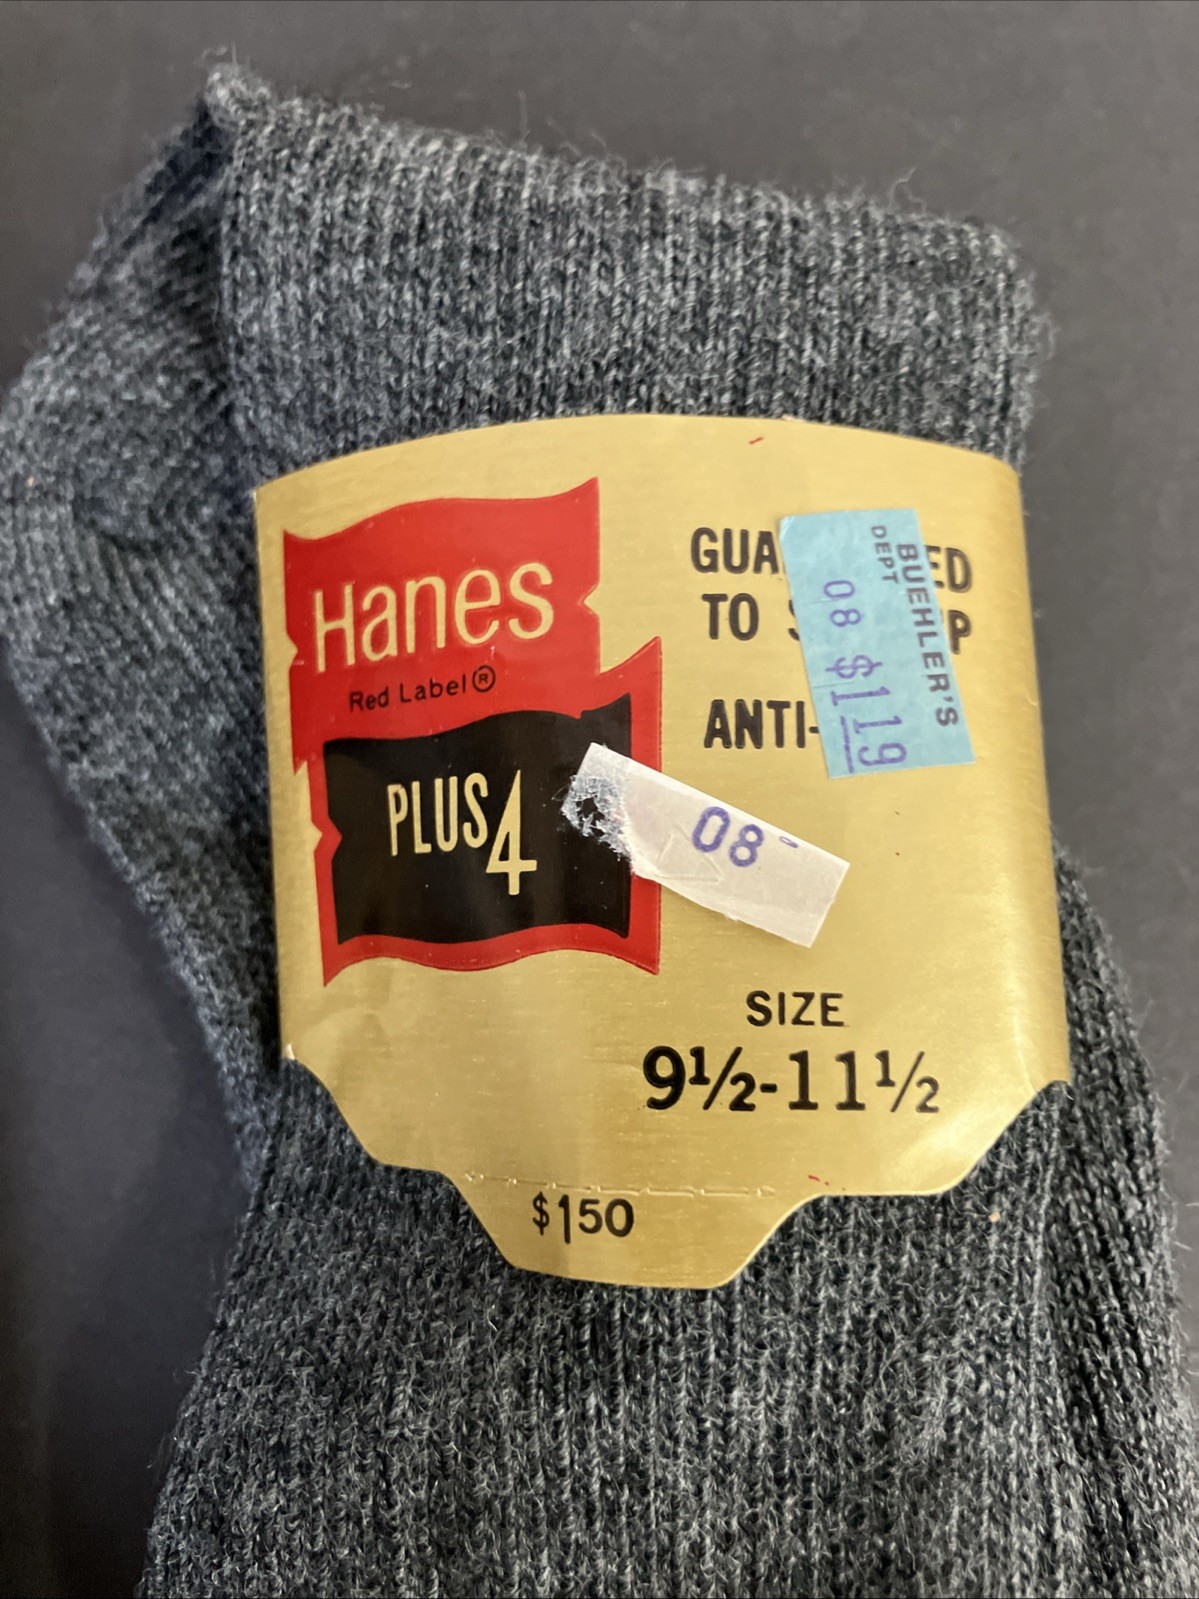 Hanes
Red Label®
PLUS 4
GUA ED
TO S P
ANTI-
BUEHLER'S
DEPT
08 $1.19
08
SIZE
9½-11½
$1 50